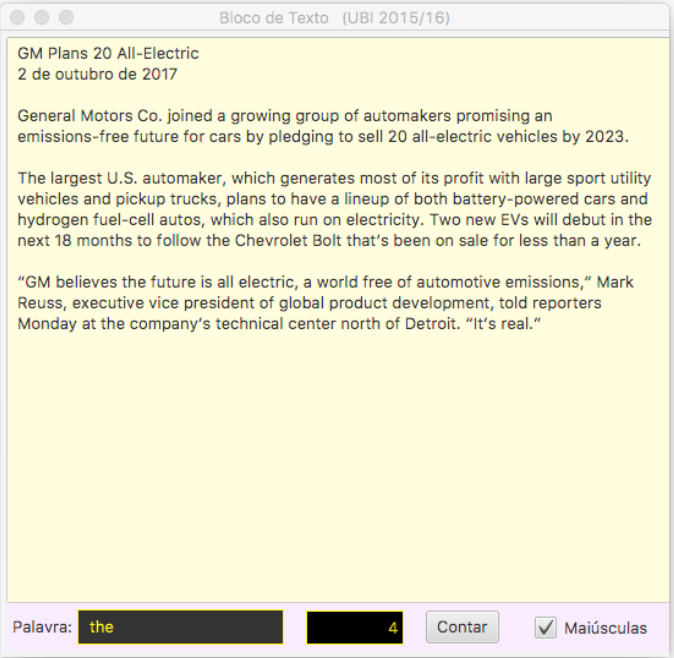 Bloco de Texto (UBI 2015/16)
GM Plans 20 All-Electric
2 de outubro de 2017
General Motors Co. joined a growing group of automakers promising an
emissions-free future for cars by pledging to sell 20 all-electric vehicles by 2023.
The largest U.S. automaker, which generates most of its profit with large sport utility
vehicles and pickup trucks, plans to have a lineup of both battery-powered cars and
hydrogen fuel-cell autos, which also run on electricity. Two new EVs will debut in the
next 18 months to follow the Chevrolet Bolt that’s been on sale for less than a year.
“GM believes the future is all electric, a world free of automotive emissions,” Mark
Reuss, executive vice president of global product development, told reporters
Monday at the company’s technical center north of Detroit. “It’s real.”
Palavra: the 4 Contar Maiúsculas